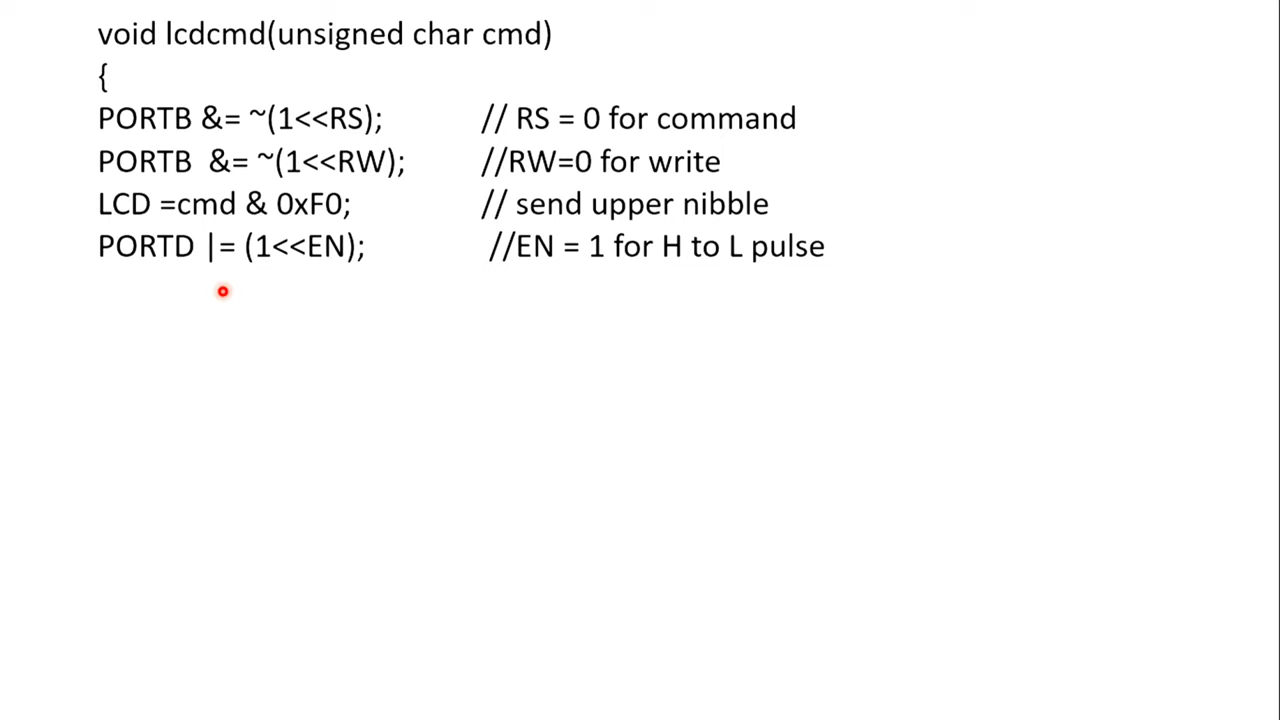 void lcdcmd(unsigned char cmd)
{
PORTB &= ~(1<<RS); // RS = 0 for command
PORTB &= ~(1<<RW); //RW=0 for write
LCD =cmd & 0xF0; // send upper nibble
PORTD |= (1<<EN); //EN = 1 for H to L pulse